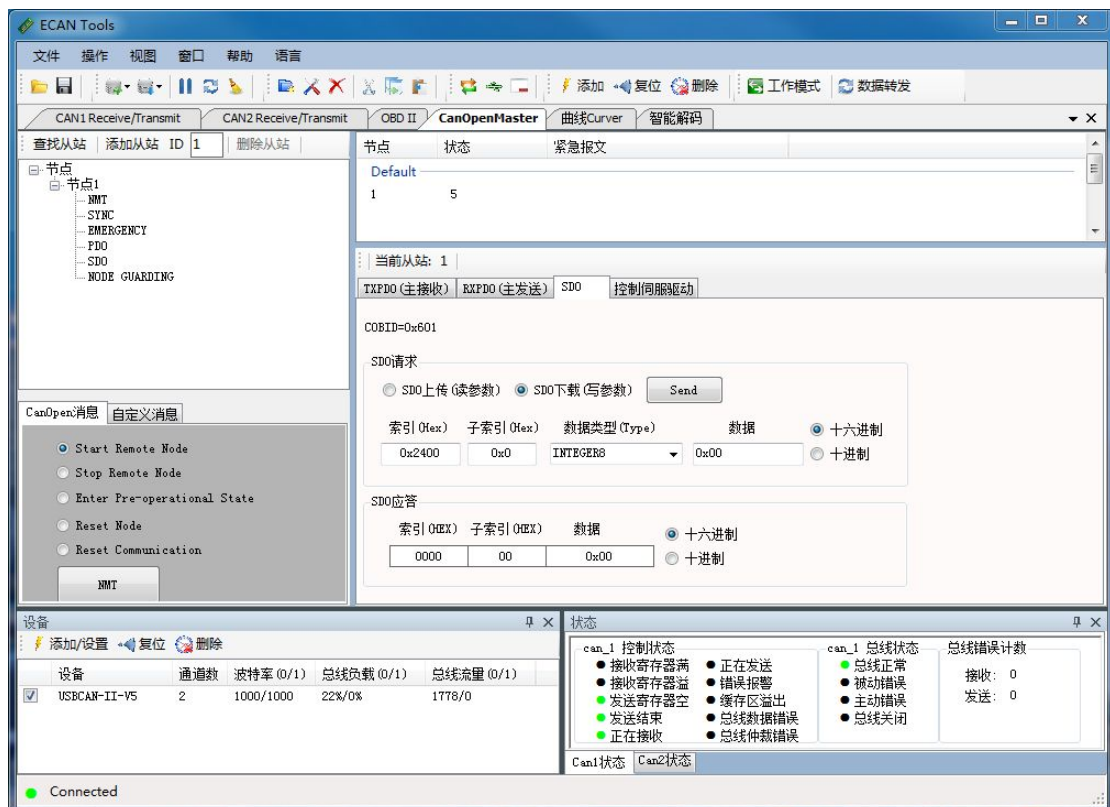 ECAN Tools
文件 操作 视图 窗口 帮助 语言
添加 复位 删除 工作模式 数据转发
CAN1 Receive/Transmit CAN2 Receive/Transmit OBD II CanOpenMaster 曲线Curver 智能解码
查找从站 添加从站 ID 1 删除从站
节点
节点1
NMT
SYNC
EMERGENCY
PDO
SDO
NODE GUARDING
节点 状态 紧急报文
Default
1 5
当前从站: 1
TXPDO(主接收) RXPDO(主发送) SDO 控制伺服驱动
COBID=0x601
SDO请求
SDO上传(读参数) SDO下载(写参数) Send
索引(Hex) 子索引(Hex) 数据类型(Type) 数据 十六进制
0x2400 0x0 INTEGER8 0x00 十进制
SDO应答
索引(HEX) 子索引(HEX) 数据 十六进制
0000 00 0x00 十进制
CanOpen消息 自定义消息
Start Remote Node
Stop Remote Node
Enter Pre-operational State
Reset Node
Reset Communication
NMT
设备
添加/设置 复位 删除
设备 通道数 波特率(0/1) 总线负载(0/1) 总线流量(0/1)
USBCAN-II-V5 2 1000/1000 22%/0% 1778/0
状态
can_1 控制状态 can_1 总线状态 总线错误计数
接收寄存器满 正在发送 总线正常 接收: 0
接收寄存器溢 错误报警 被动错误 发送: 0
发送寄存器空 缓存区溢出 主动错误
发送结束 总线数据错误 总线关闭
正在接收 总线仲裁错误
Can1状态 Can2状态
Connected